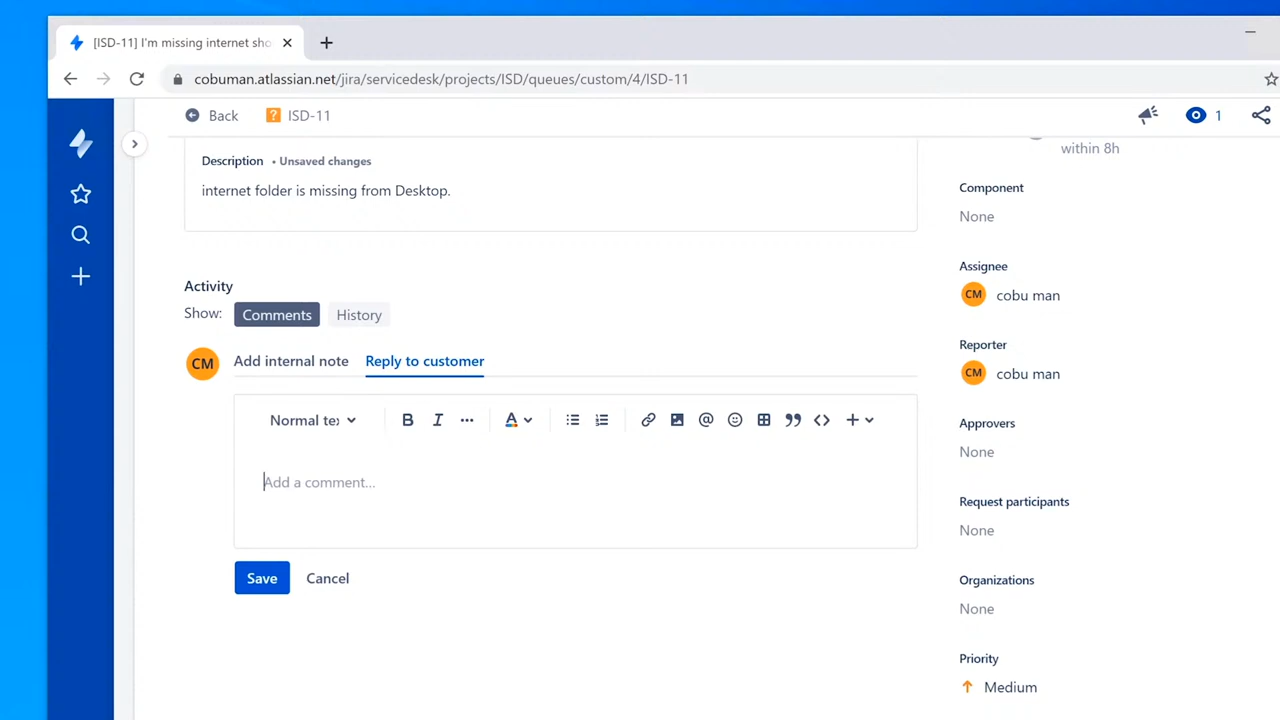 [ISD-11] I'm missing internet sho
cobuman.atlassian.net/jira/servicedesk/projects/ISD/queues/custom/4/ISD-11
Back ISD-11 1
within 8h
Description • Unsaved changes
internet folder is missing from Desktop.
Component
None
Activity
Show: Comments History
Assignee
CM cobu man
CM Add internal note Reply to customer
Reporter
CM cobu man
Normal te
B I ... A @
Add a comment...
Approvers
None
Request participants
None
Save Cancel
Organizations
None
Priority
Medium